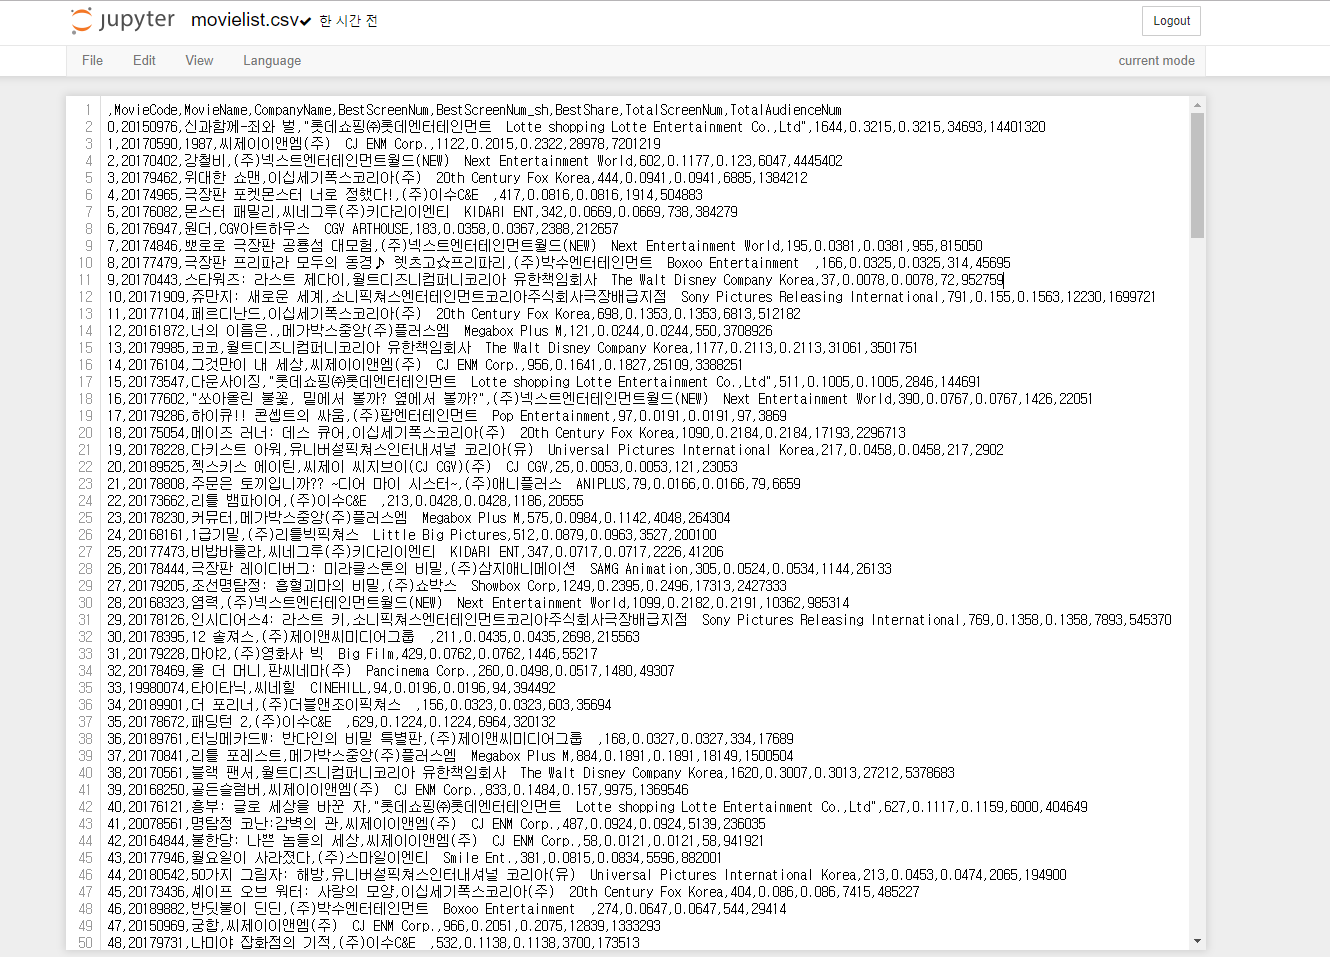 jupyter movielist.csv✔ 한 시간 전
Logout
File Edit View Language current mode
1 ,MovieCode,MovieName,CompanyName,BestScreenNum,BestScreenNum_sh,BestShare,TotalScreenNum,TotalAudienceNum
2 0,20150976,신과함께-죄와 벌,"롯데쇼핑㈜롯데엔터테인먼트  Lotte shopping Lotte Entertainment Co.,Ltd",1644,0.3215,0.3215,34693,14401320
3 1,20170590,1987,씨제이이앤엠(주)  CJ ENM Corp.,1122,0.2015,0.2322,28978,7201219
4 2,20170402,강철비,(주)넥스트엔터테인먼트월드(NEW)  Next Entertainment World,602,0.1177,0.123,6047,4445402
5 3,20179462,위대한 쇼맨,이십세기폭스코리아(주)  20th Century Fox Korea,444,0.0941,0.0941,6885,1384212
6 4,20174965,극장판 포켓몬스터 너로 정했다!,(주)이수C&E  ,417,0.0816,0.0816,1914,504883
7 5,20176082,몬스터 패밀리,씨네그루(주)키다리이엔티  KIDARI ENT,342,0.0669,0.0669,738,384279
8 6,20176947,원더,CGV아트하우스  CGV ARTHOUSE,183,0.0358,0.0367,2388,212657
9 7,20174846,뽀로로 극장판 공룡섬 대모험,(주)넥스트엔터테인먼트월드(NEW)  Next Entertainment World,195,0.0381,0.0381,955,815050
10 8,20177479,극장판 프리파라 모두의 동경♪ 렛츠고☆프리파리,(주)박수엔터테인먼트  Boxoo Entertainment  ,166,0.0325,0.0325,314,45695
11 9,20170443,스타워즈: 라스트 제다이,월트디즈니컴퍼니코리아 유한책임회사  The Walt Disney Company Korea,37,0.0078,0.0078,72,952759
12 10,20171909,쥬만지: 새로운 세계,소니픽쳐스엔터테인먼트코리아주식회사극장배급지점  Sony Pictures Releasing International,791,0.155,0.1563,12230,1699721
13 11,20177104,페르디난드,이십세기폭스코리아(주)  20th Century Fox Korea,698,0.1353,0.1353,6813,512182
14 12,20161872,너의 이름은.,메가박스중앙(주)플러스엠  Megabox Plus M,121,0.0244,0.0244,550,3708926
15 13,20179985,코코,월트디즈니컴퍼니코리아 유한책임회사  The Walt Disney Company Korea,1177,0.2113,0.2113,31061,3501751
16 14,20176104,그것만이 내 세상,씨제이이앤엠(주)  CJ ENM Corp.,956,0.1641,0.1827,25109,3388251
17 15,20173547,다운사이징,"롯데쇼핑㈜롯데엔터테인먼트  Lotte shopping Lotte Entertainment Co.,Ltd",511,0.1005,0.1005,2846,144691
18 16,20177602,"쏘아올린 불꽃, 밑에서 볼까? 옆에서 볼까?",(주)넥스트엔터테인먼트월드(NEW)  Next Entertainment World,390,0.0767,0.0767,1426,22051
19 17,20179286,하이큐!! 콘셉트의 싸움,(주)팝엔터테인먼트  Pop Entertainment,97,0.0191,0.0191,97,3869
20 18,20175054,메이즈 러너: 데스 큐어,이십세기폭스코리아(주)  20th Century Fox Korea,1090,0.2184,0.2184,17193,2296713
21 19,20178228,다키스트 아워,유니버설픽쳐스인터내셔널 코리아(유)  Universal Pictures International Korea,217,0.0458,0.0458,217,2902
22 20,20189525,젝스키스 에이틴,씨제이 씨지브이(CJ CGV)(주)  CJ CGV,25,0.0053,0.0053,121,23053
23 21,20178808,주문은 토끼입니까?? ~디어 마이 시스터~,(주)애니플러스  ANIPLUS,79,0.0166,0.0166,79,6659
24 22,20173662,리틀 뱀파이어,(주)이수C&E  ,213,0.0428,0.0428,1186,20555
25 23,20178230,커뮤터,메가박스중앙(주)플러스엠  Megabox Plus M,575,0.0984,0.1142,4048,264304
26 24,20168161,1급기밀,(주)리틀빅픽쳐스  Little Big Pictures,512,0.0879,0.0963,3527,200100
27 25,20177473,비밥바룰라,씨네그루(주)키다리이엔티  KIDARI ENT,347,0.0717,0.0717,2226,41206
28 26,20178444,극장판 레이디버그: 미라클스톤의 비밀,(주)삼지애니메이션  SAMG Animation,305,0.0524,0.0534,1144,26133
29 27,20179205,조선명탐정: 흡혈괴마의 비밀,(주)쇼박스  Showbox Corp,1249,0.2395,0.2496,17313,2427333
30 28,20168323,염력,(주)넥스트엔터테인먼트월드(NEW)  Next Entertainment World,1099,0.2182,0.2191,10362,985314
31 29,20178126,인시디어스4: 라스트 키,소니픽쳐스엔터테인먼트코리아주식회사극장배급지점  Sony Pictures Releasing International,769,0.1358,0.1358,7893,545370
32 30,20178395,12 솔져스,(주)제이앤씨미디어그룹  ,211,0.0435,0.0435,2698,215563
33 31,20179228,마야2,(주)영화사 빅  Big Film,429,0.0762,0.0762,1446,55217
34 32,20178469,올 더 머니,판씨네마(주)  Pancinema Corp.,260,0.0498,0.0517,1480,49307
35 33,19980074,타이타닉,씨네힐  CINEHILL,94,0.0196,0.0196,94,394492
36 34,20189901,더 포리너,(주)더블앤조이픽쳐스  ,156,0.0323,0.0323,603,35694
37 35,20178672,패딩턴 2,(주)이수C&E  ,629,0.1224,0.1224,6964,320132
38 36,20189761,터닝메카드W: 반다인의 비밀 특별판,(주)제이앤씨미디어그룹  ,168,0.0327,0.0327,334,17689
39 37,20170841,리틀 포레스트,메가박스중앙(주)플러스엠  Megabox Plus M,884,0.1891,0.1891,18149,1500504
40 38,20170561,블랙 팬서,월트디즈니컴퍼니코리아 유한책임회사  The Walt Disney Company Korea,1620,0.3007,0.3013,27212,5378683
41 39,20168250,골든슬럼버,씨제이이앤엠(주)  CJ ENM Corp.,833,0.1484,0.157,9975,1369546
42 40,20176121,흥부: 글로 세상을 바꾼 자,"롯데쇼핑㈜롯데엔터테인먼트  Lotte shopping Lotte Entertainment Co.,Ltd",627,0.1117,0.1159,6000,404649
43 41,20078561,명탐정 코난:감벽의 관,씨제이이앤엠(주)  CJ ENM Corp.,487,0.0924,0.0924,5139,236035
44 42,20164844,불한당: 나쁜 놈들의 세상,씨제이이앤엠(주)  CJ ENM Corp.,58,0.0121,0.0121,58,941921
45 43,20177946,월요일이 사라졌다,(주)스마일이엔티  Smile Ent.,381,0.0815,0.0834,5596,882001
46 44,20180542,50가지 그림자: 해방,유니버설픽쳐스인터내셔널 코리아(유)  Universal Pictures International Korea,213,0.0453,0.0474,2065,194900
47 45,20173436,셰이프 오브 워터: 사랑의 모양,이십세기폭스코리아(주)  20th Century Fox Korea,404,0.086,0.086,7415,485227
48 46,20189882,반딧불이 딘딘,(주)박수엔터테인먼트  Boxoo Entertainment  ,274,0.0647,0.0647,544,29414
49 47,20150969,궁합,씨제이이앤엠(주)  CJ ENM Corp.,966,0.2051,0.2075,12839,1333293
50 48,20179731,나미야 잡화점의 기적,(주)이수C&E  ,532,0.1138,0.1138,3700,173513